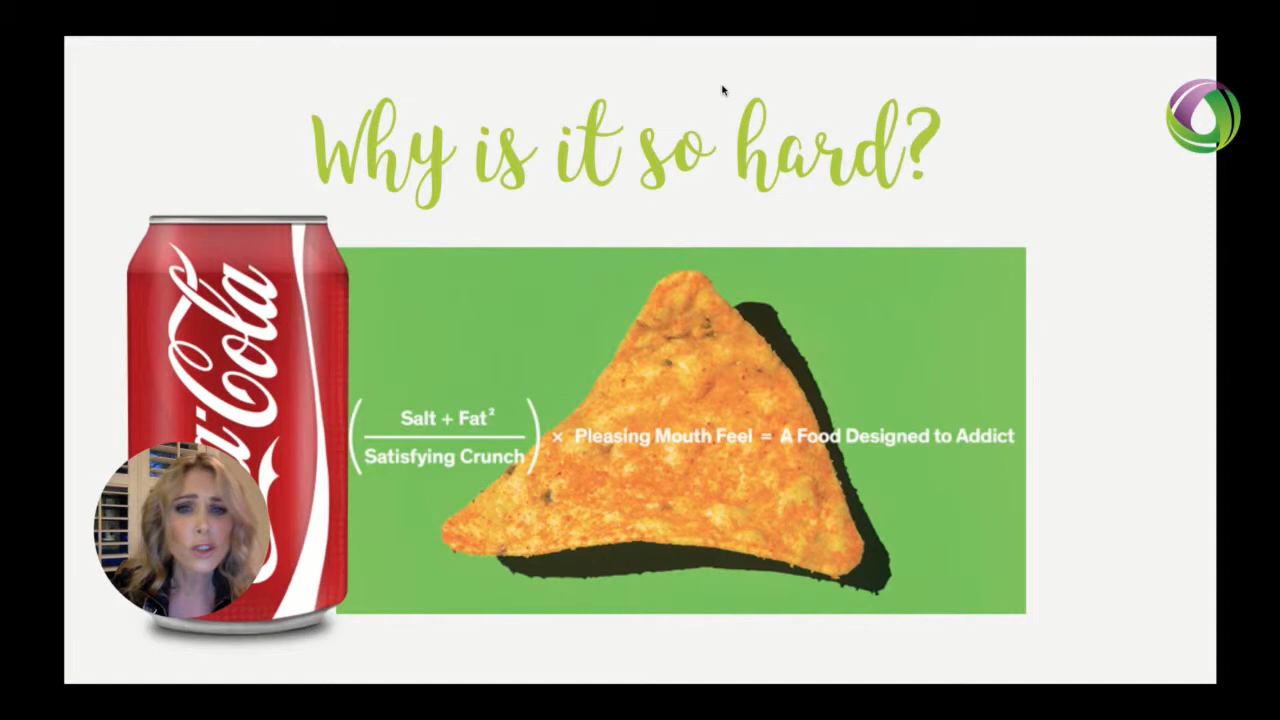 Why is it so hard?
Coca-Cola
Salt + Fat²
Satisfying Crunch
× Pleasing Mouth Feel = A Food Designed to Addict